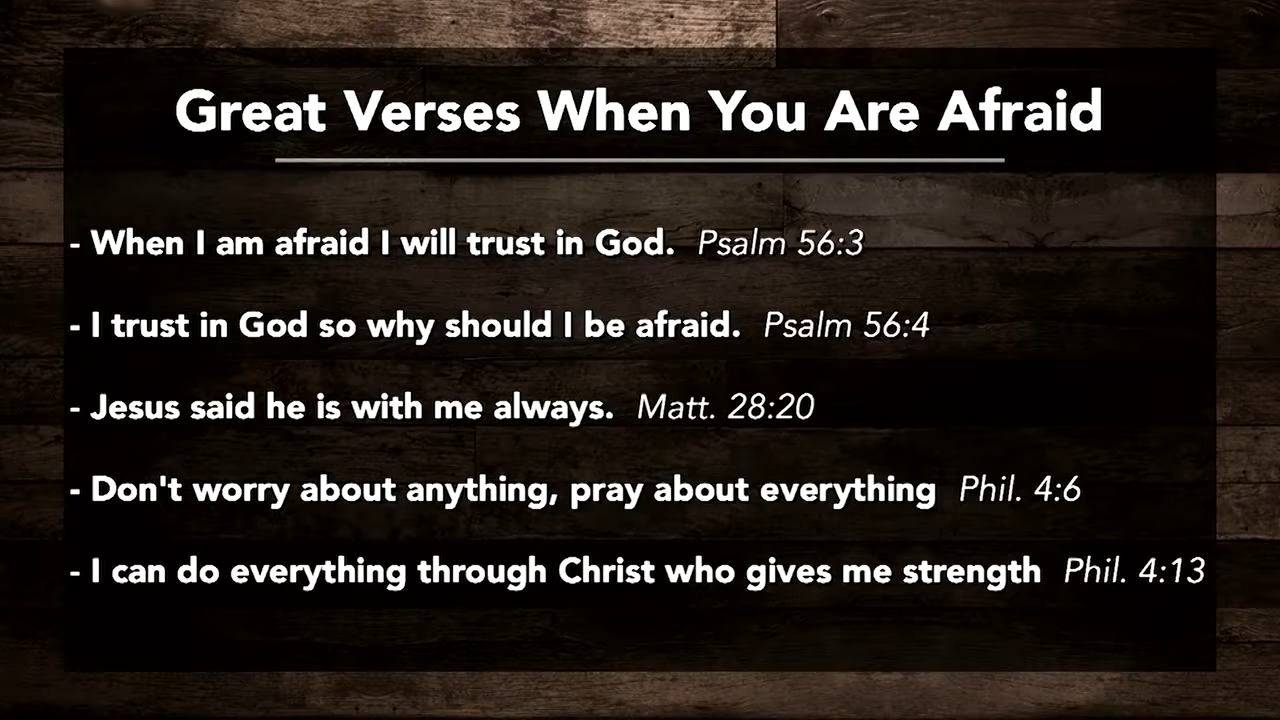 Great Verses When You Are Afraid
- When I am afraid I will trust in God. Psalm 56:3
- I trust in God so why should I be afraid. Psalm 56:4
- Jesus said he is with me always. Matt. 28:20
- Don't worry about anything, pray about everything Phil. 4:6
- I can do everything through Christ who gives me strength Phil. 4:13